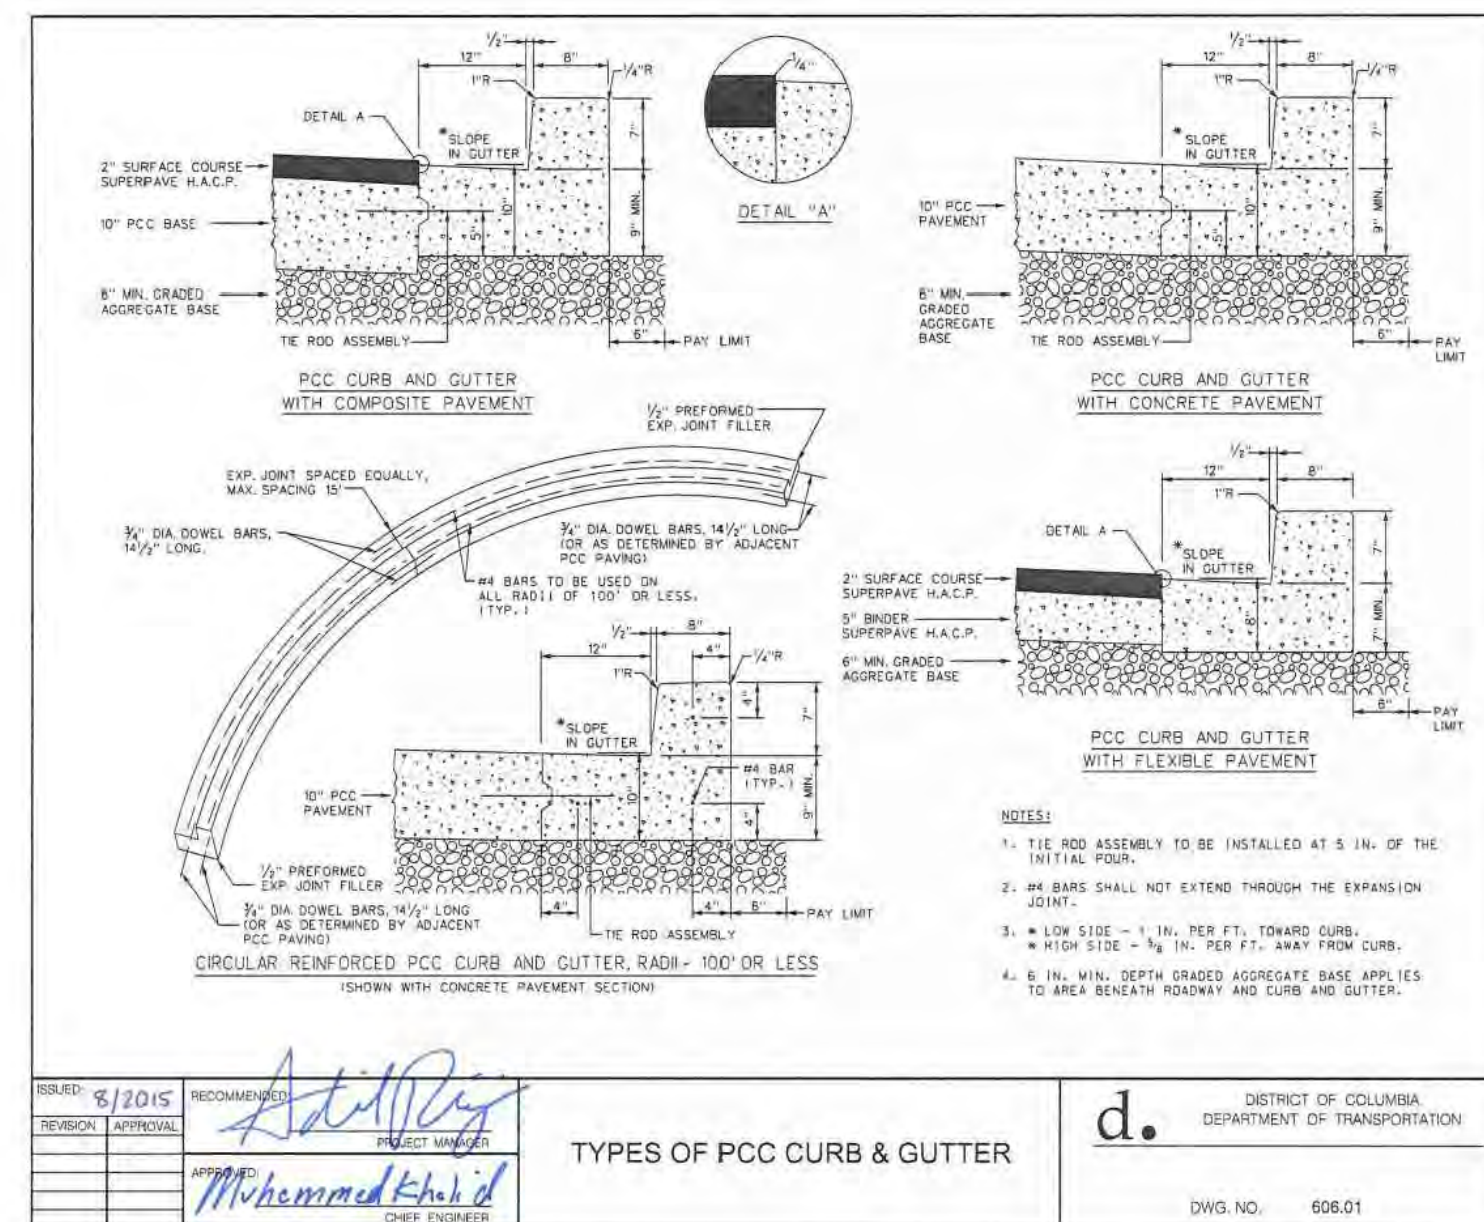 1/2"
12"
8"
1"R
1/4"R
DETAIL A
*SLOPE
IN GUTTER
7"
2" SURFACE COURSE
SUPERPAVE H.A.C.P.
10" PCC BASE
10"
5"
9" MIN.
6" MIN. GRADED
AGGREGATE BASE
TIE ROD ASSEMBLY
6"
PAY LIMIT
PCC CURB AND GUTTER
WITH COMPOSITE PAVEMENT
1/4"
DETAIL "A"
1/2"
12"
8"
1"R
1/4"R
*SLOPE
IN GUTTER
7"
10" PCC
PAVEMENT
10"
5"
9" MIN.
6" MIN.
GRADED
AGGREGATE
BASE
TIE ROD ASSEMBLY
6"
PAY
LIMIT
PCC CURB AND GUTTER
WITH CONCRETE PAVEMENT
1/2" PREFORMED
EXP. JOINT FILLER
EXP. JOINT SPACED EQUALLY,
MAX. SPACING 15'
3/4" DIA. DOWEL BARS,
14 1/2" LONG.
3/4" DIA. DOWEL BARS, 14 1/2" LONG
(OR AS DETERMINED BY ADJACENT
PCC PAVING)
#4 BARS TO BE USED ON
ALL RADII OF 100' OR LESS.
(TYP.)
1/2"
8"
12"
4"
1"R
1/4"R
4"
7"
*SLOPE
IN GUTTER
#4 BAR
(TYP.)
10" PCC
PAVEMENT
10"
4"
9" MIN.
1/2" PREFORMED
EXP. JOINT FILLER
3/4" DIA. DOWEL BARS, 14 1/2" LONG
(OR AS DETERMINED BY ADJACENT
PCC PAVING)
4"
4"
6"
PAY LIMIT
TIE ROD ASSEMBLY
CIRCULAR REINFORCED PCC CURB AND GUTTER, RADII - 100' OR LESS
(SHOWN WITH CONCRETE PAVEMENT SECTION)
1/2"
12"
8"
1"R
DETAIL A
*SLOPE
IN GUTTER
7"
2" SURFACE COURSE
SUPERPAVE H.A.C.P.
5" BINDER
SUPERPAVE H.A.C.P.
8"
7" MIN.
6" MIN. GRADED
AGGREGATE BASE
6"
PAY
LIMIT
PCC CURB AND GUTTER
WITH FLEXIBLE PAVEMENT
NOTES:
1. TIE ROD ASSEMBLY TO BE INSTALLED AT 5 IN. OF THE
INITIAL POUR.
2. #4 BARS SHALL NOT EXTEND THROUGH THE EXPANSION
JOINT.
3. * LOW SIDE - 1 IN. PER FT. TOWARD CURB.
* HIGH SIDE - 5/8 IN. PER FT. AWAY FROM CURB.
4. 6 IN. MIN. DEPTH GRADED AGGREGATE BASE APPLIES
TO AREA BENEATH ROADWAY AND CURB AND GUTTER.
ISSUED: 8/2015
REVISION APPROVAL
RECOMMENDED:
PROJECT MANAGER
APPROVED:
Muhammed Khalid
CHIEF ENGINEER
TYPES OF PCC CURB & GUTTER
d.
DISTRICT OF COLUMBIA
DEPARTMENT OF TRANSPORTATION
DWG. NO. 606.01